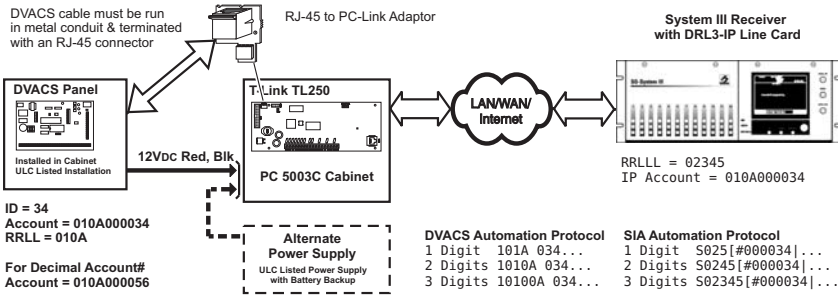 DVACS cable must be run
in metal conduit & terminated
with an RJ-45 connector
RJ-45 to PC-Link Adaptor
System III Receiver
with DRL3-IP Line Card
DVACS Panel
Installed in Cabinet
ULC Listed Installation
T-Link TL250
12VDC Red, Blk
PC 5003C Cabinet
LAN/WAN/
Internet
SG-System III
RRLLL = 02345
IP Account = 010A000034
ID = 34
Account = 010A000034
RRLL = 010A
For Decimal Account#
Account = 010A000056
Alternate
Power Supply
ULC Listed Power Supply
with Battery Backup
DVACS Automation Protocol
1 Digit 101A 034...
2 Digits 1010A 034...
3 Digits 10100A 034...
SIA Automation Protocol
1 Digit S025[#000034|...
2 Digits S0245[#000034|...
3 Digits S02345[#000034|...